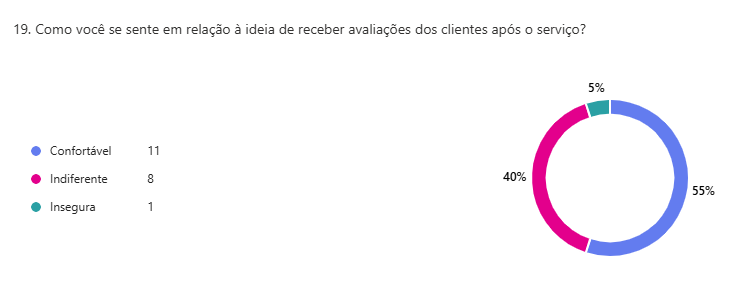 19. Como você se sente em relação à ideia de receber avaliações dos clientes após o serviço?
Confortável 11
Indiferente 8
Insegura 1
5%
40%
55%